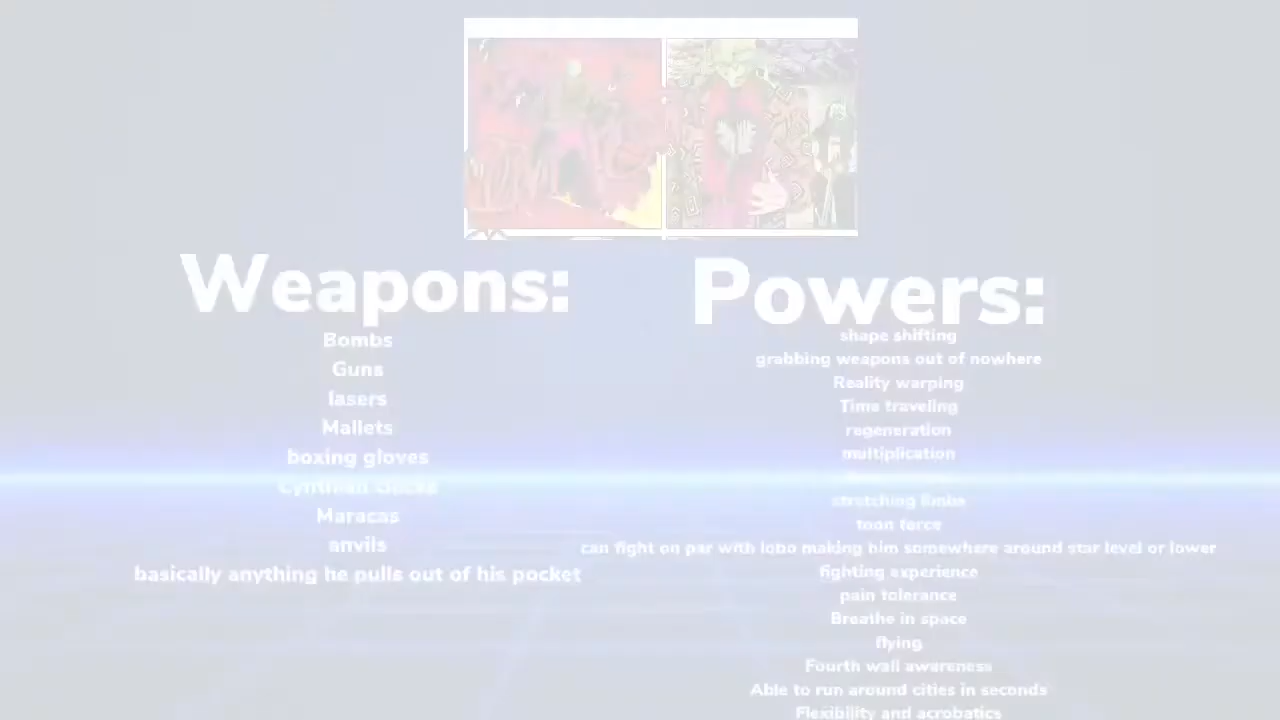 Weapons:
Bombs
Guns
lasers
Mallets
boxing gloves
Maracas
anvils
basically anything he pulls out of his pocket
Powers:
shape shifting
grabbing weapons out of nowhere
Reality warping
Time traveling
regeneration
multiplication
stretching limbs
toon force
can fight on par with lobo making him somewhere around star level or lower
fighting experience
pain tolerance
Breathe in space
flying
Fourth wall awareness
Able to run around cities in seconds
Flexibility and acrobatics